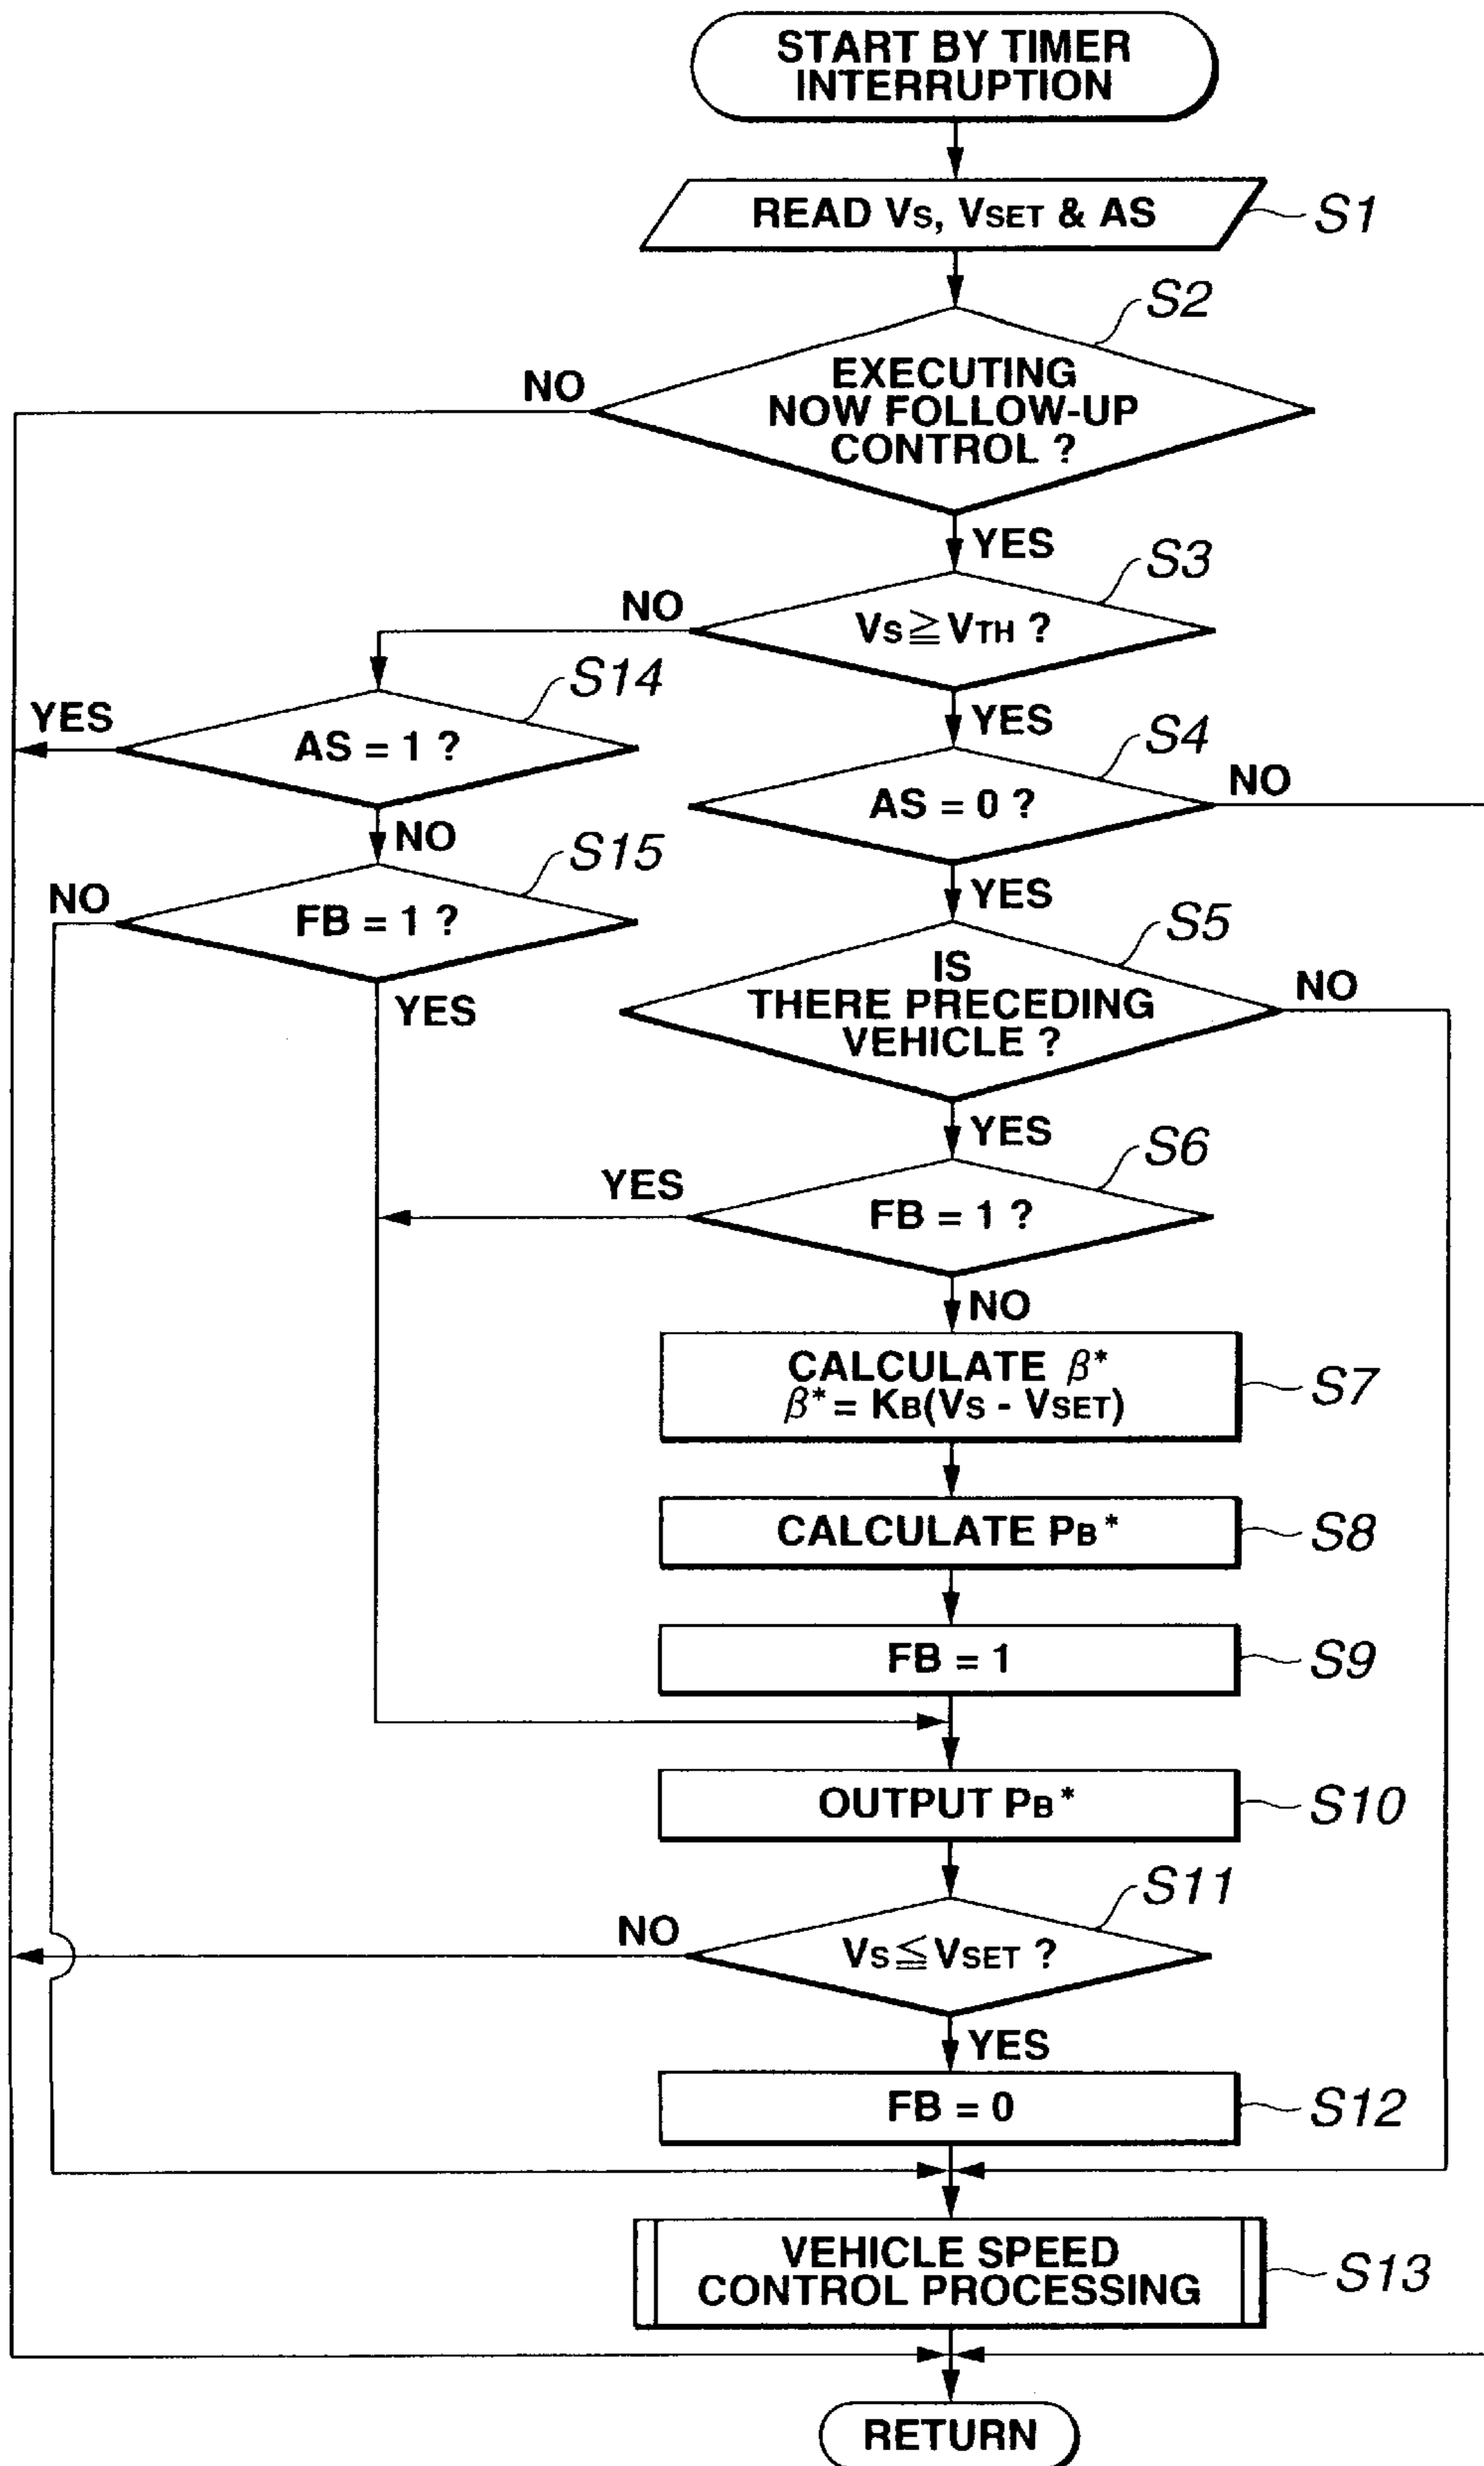 START BY TIMER
INTERRUPTION
READ VS, VSET & AS
S1
S2
EXECUTING
NOW FOLLOW-UP
CONTROL ?
NO
YES
S3
VS ≧ VTH ?
NO
YES
S14
AS = 1 ?
YES
NO
S4
AS = 0 ?
NO
YES
S15
FB = 1 ?
NO
YES
S5
IS
THERE PRECEDING
VEHICLE ?
NO
YES
S6
FB = 1 ?
YES
NO
CALCULATE β*
β* = KB(VS - VSET)
S7
CALCULATE PB*
S8
FB = 1
S9
OUTPUT PB*
S10
S11
VS ≦ VSET ?
NO
YES
FB = 0
S12
VEHICLE SPEED
CONTROL PROCESSING
S13
RETURN